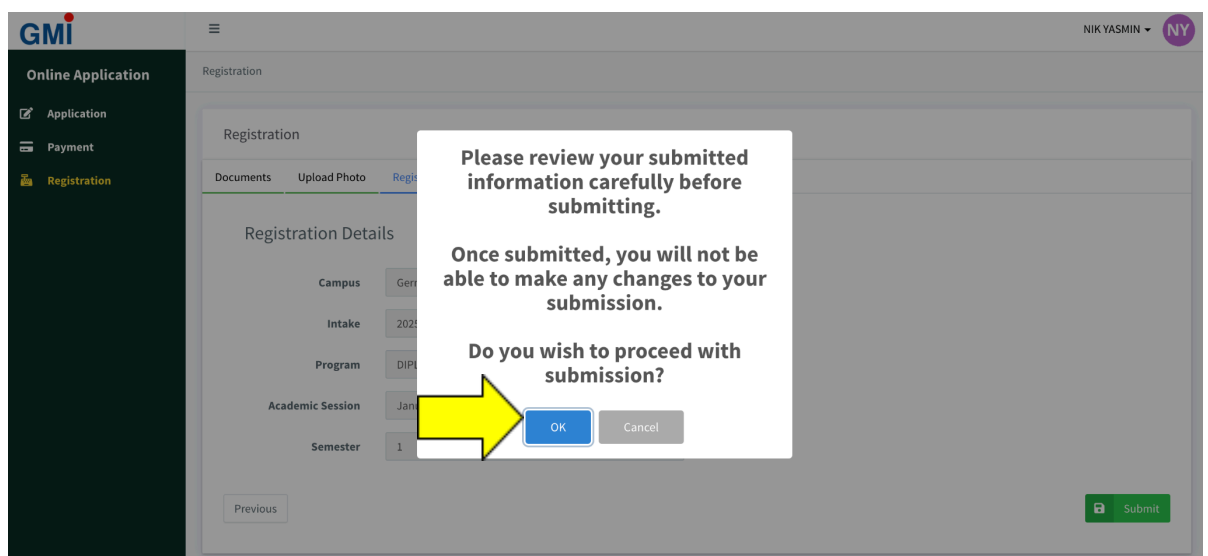 GMI
NIK YASMIN
NY
Online Application
Registration
Application
Payment
Registration
Registration
Documents Upload Photo
Registration Details
Campus
Intake
Program
Academic Session
Semester 1
Please review your submitted
information carefully before
submitting.
Once submitted, you will not be
able to make any changes to your
submission.
Do you wish to proceed with
submission?
OK Cancel
Previous
Submit